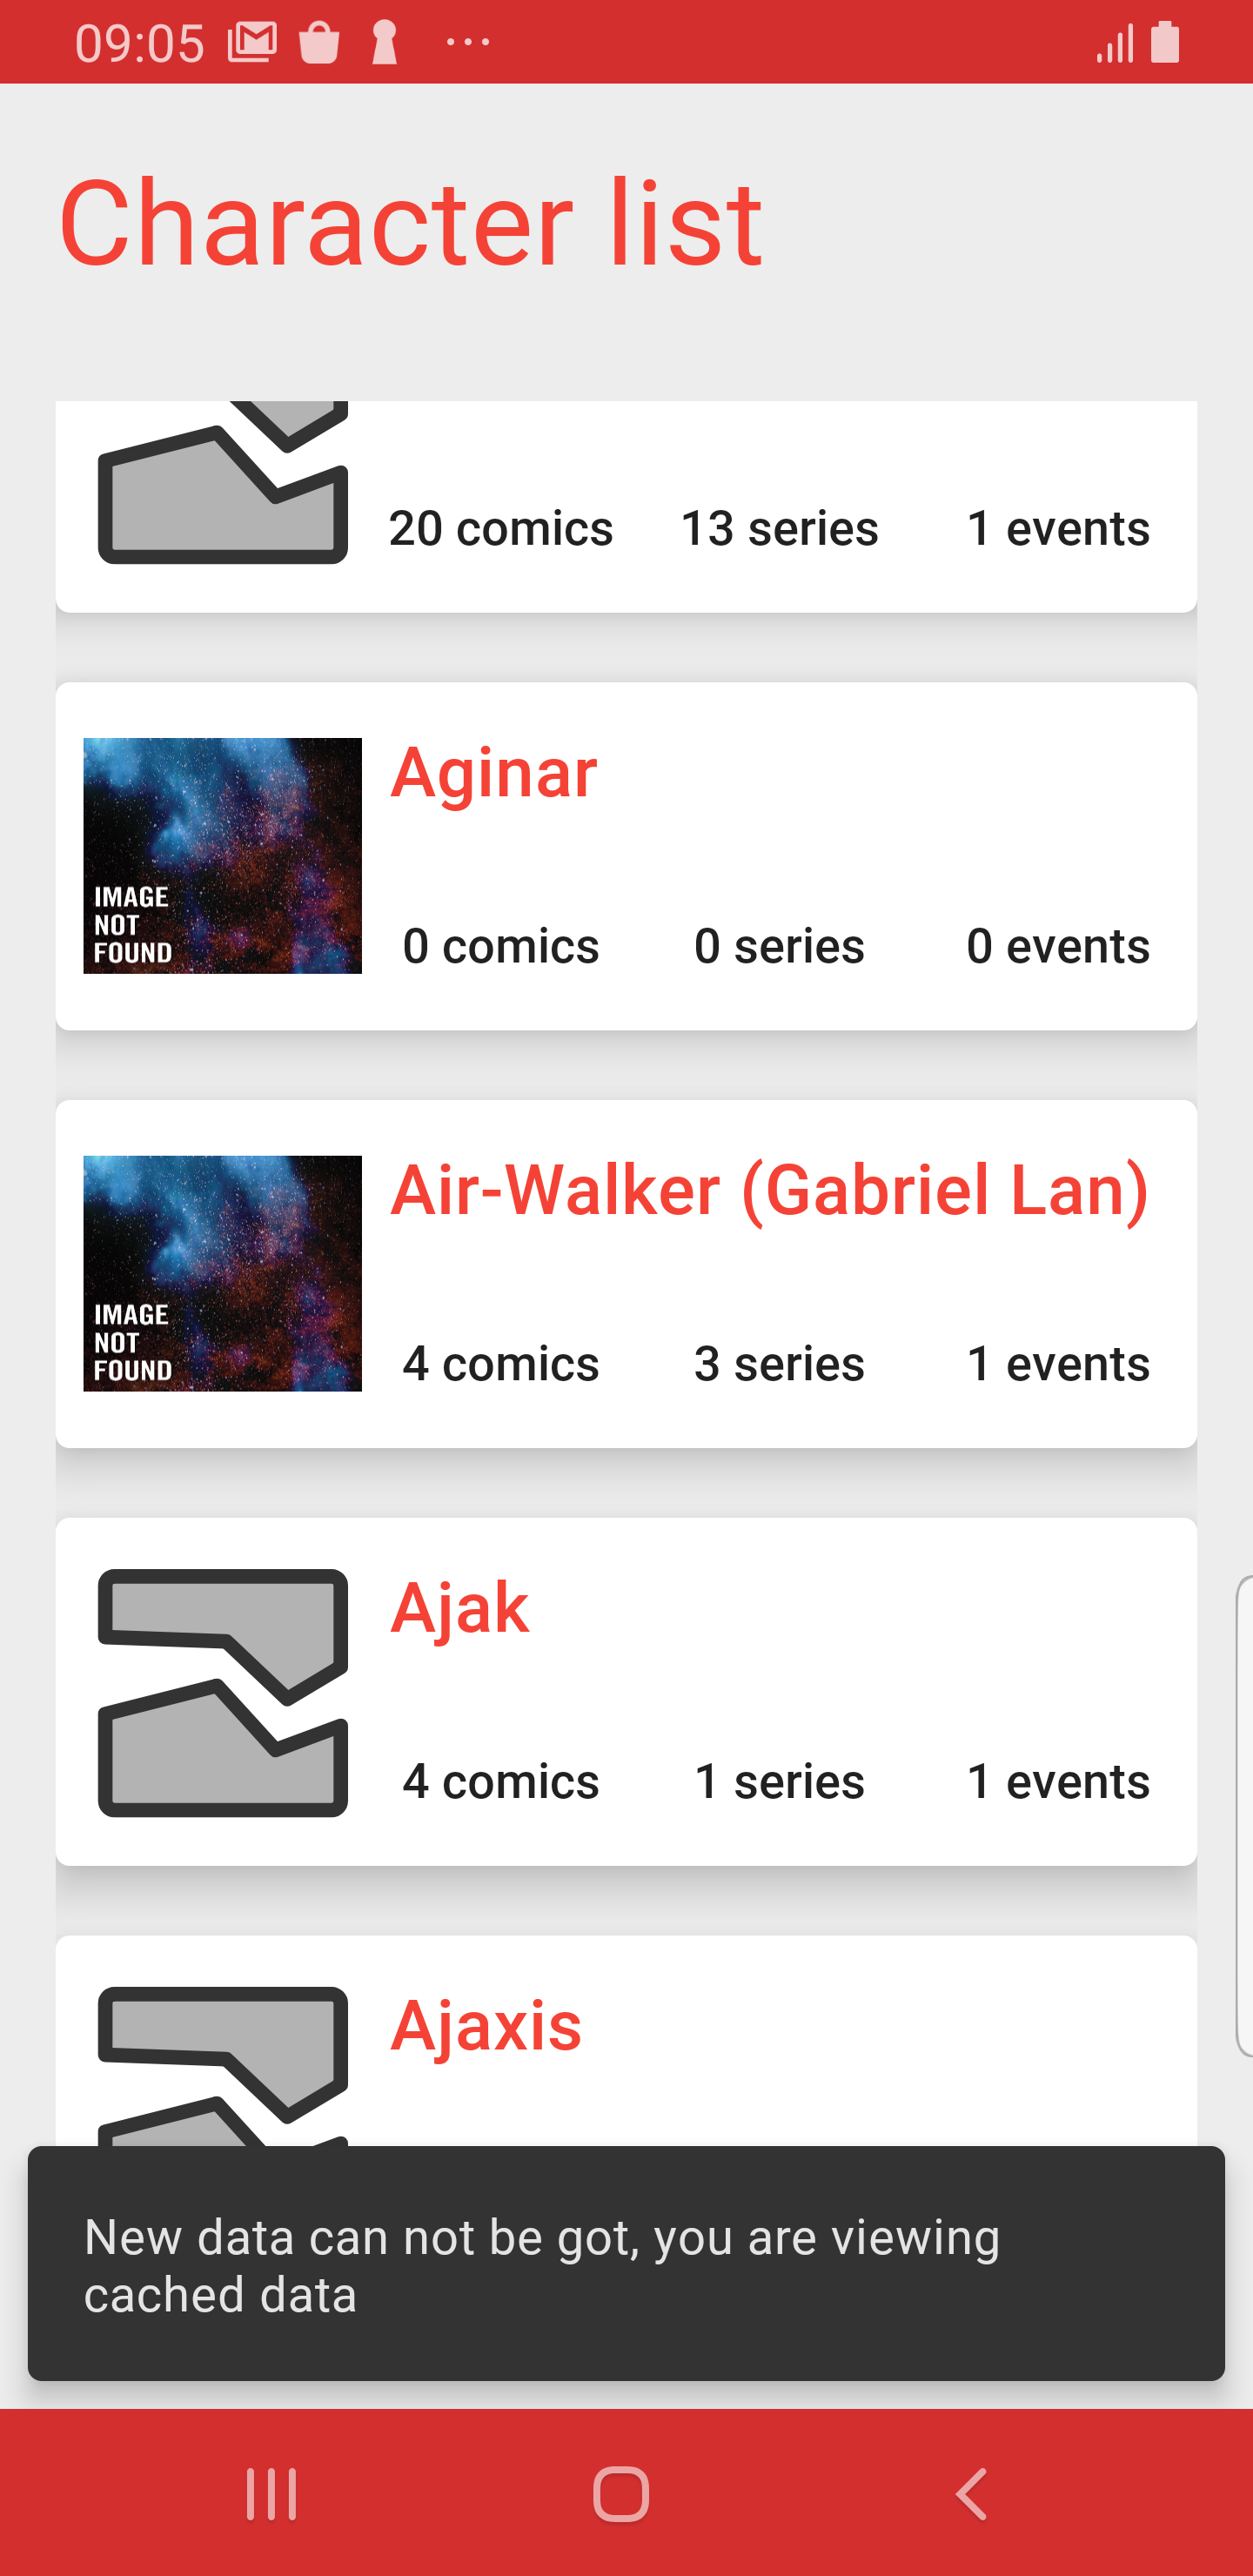 09:05
Character list
20 comics 13 series 1 events
Aginar
IMAGE
NOT
FOUND
0 comics 0 series 0 events
Air-Walker (Gabriel Lan)
IMAGE
NOT
FOUND
4 comics 3 series 1 events
Ajak
4 comics 1 series 1 events
Ajaxis
New data can not be got, you are viewing
cached data